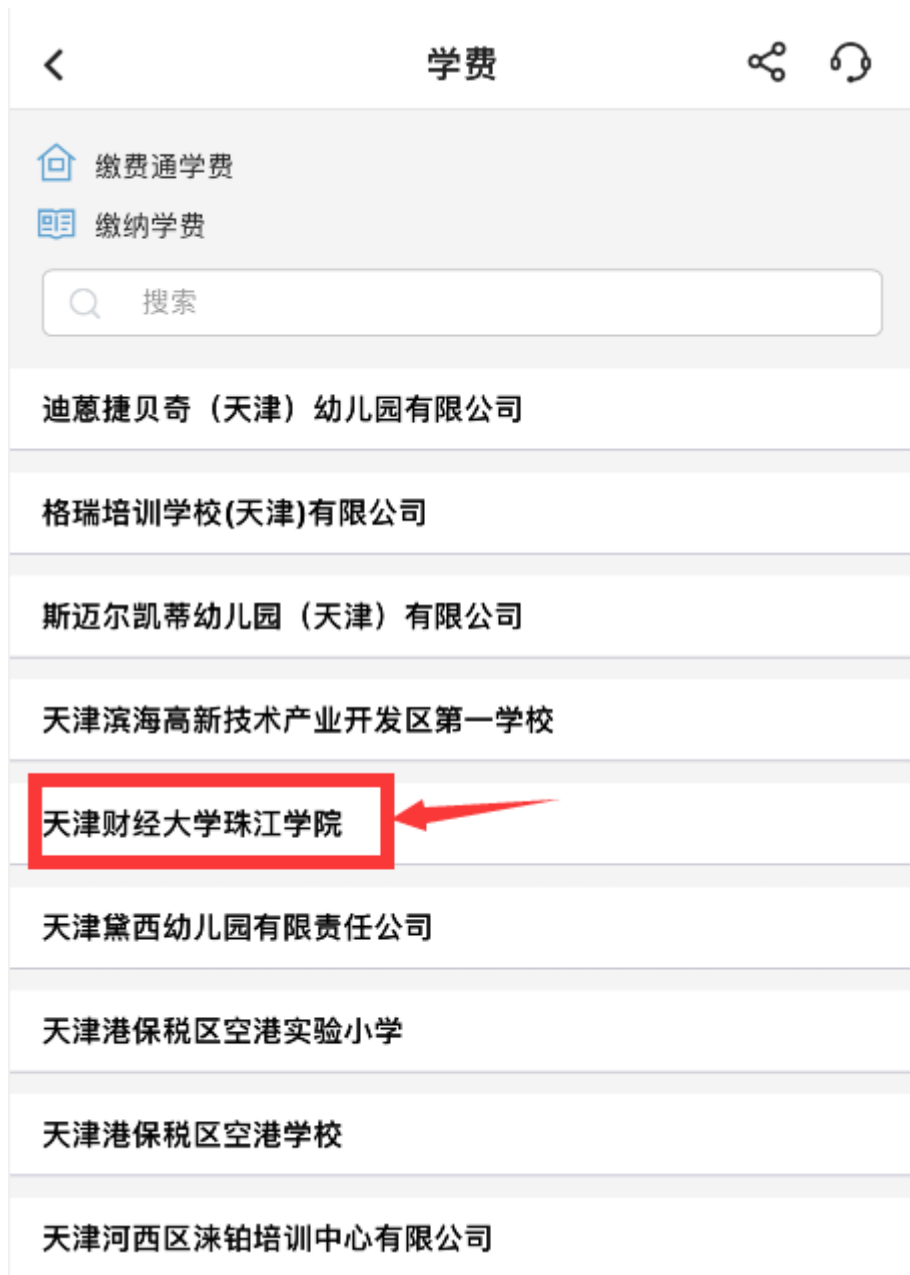 学费
缴费通学费
缴纳学费
搜索
迪蒽捷贝奇（天津）幼儿园有限公司
格瑞培训学校(天津)有限公司
斯迈尔凯蒂幼儿园（天津）有限公司
天津滨海高新技术产业开发区第一学校
天津财经大学珠江学院
天津黛西幼儿园有限责任公司
天津港保税区空港实验小学
天津港保税区空港学校
天津河西区涞铂培训中心有限公司